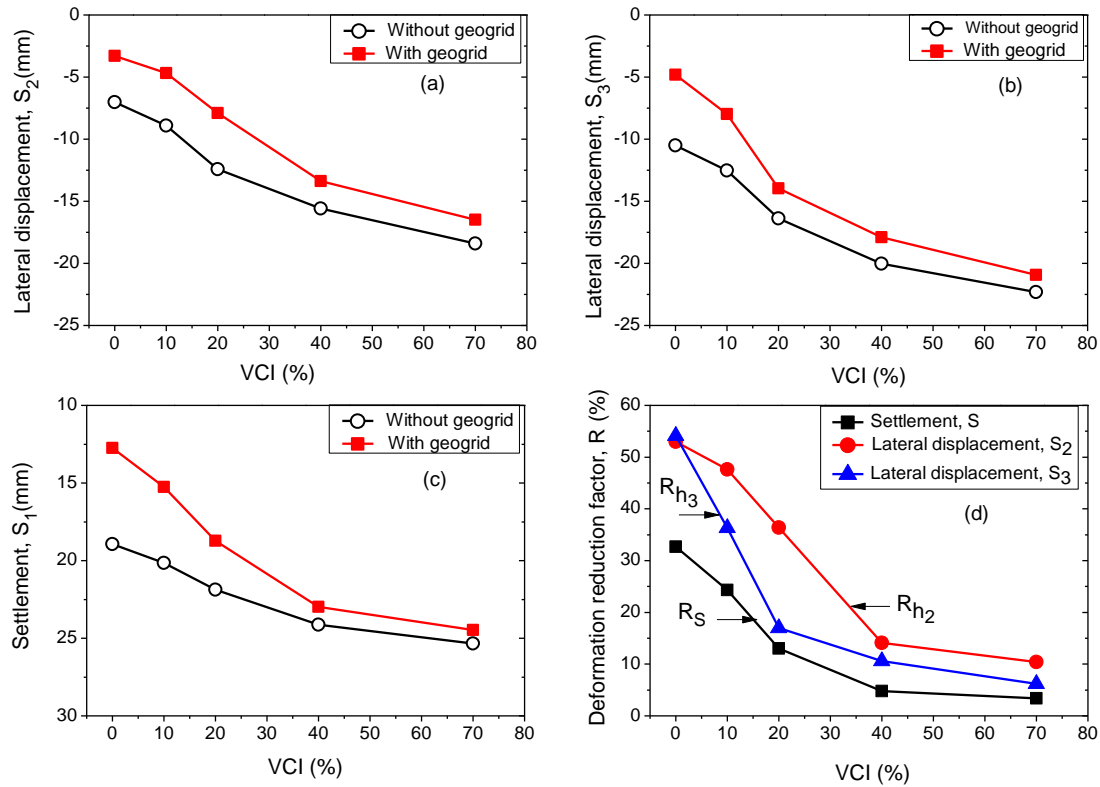 0
-5
-10
-15
-20
-25
Lateral displacement, S2(mm)
Without geogrid
With geogrid
(a)
0 10 20 30 40 50 60 70 80
VCI (%)
0
-5
-10
-15
-20
-25
Lateral displacement, S3(mm)
Without geogrid
With geogrid
(b)
0 10 20 30 40 50 60 70 80
VCI (%)
10
15
20
25
30
Settlement, S1(mm)
Without geogrid
With geogrid
(c)
0 10 20 30 40 50 60 70 80
VCI (%)
60
50
40
30
20
10
0
Deformation reduction factor, R (%)
Settlement, S
Lateral displacement, S2
Lateral displacement, S3
(d)
Rh3
RS
Rh2
0 10 20 30 40 50 60 70 80
VCI (%)